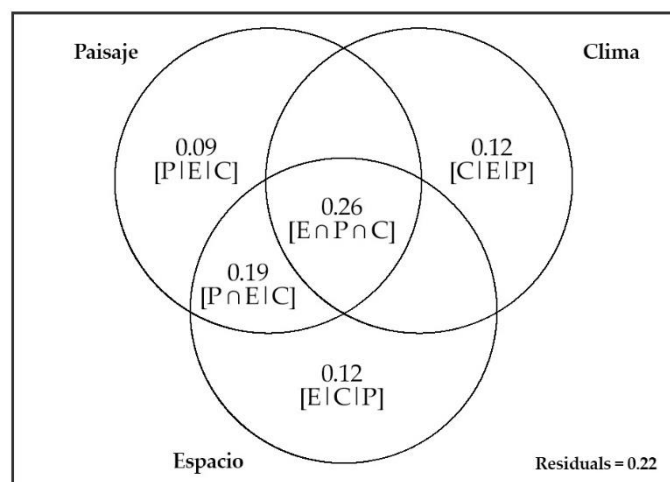 Paisaje
Clima
0.09
[P|E|C]
0.12
[C|E|P]
0.26
[E∩P∩C]
0.19
[P∩E|C]
0.12
[E|C|P]
Espacio
Residuals = 0.22